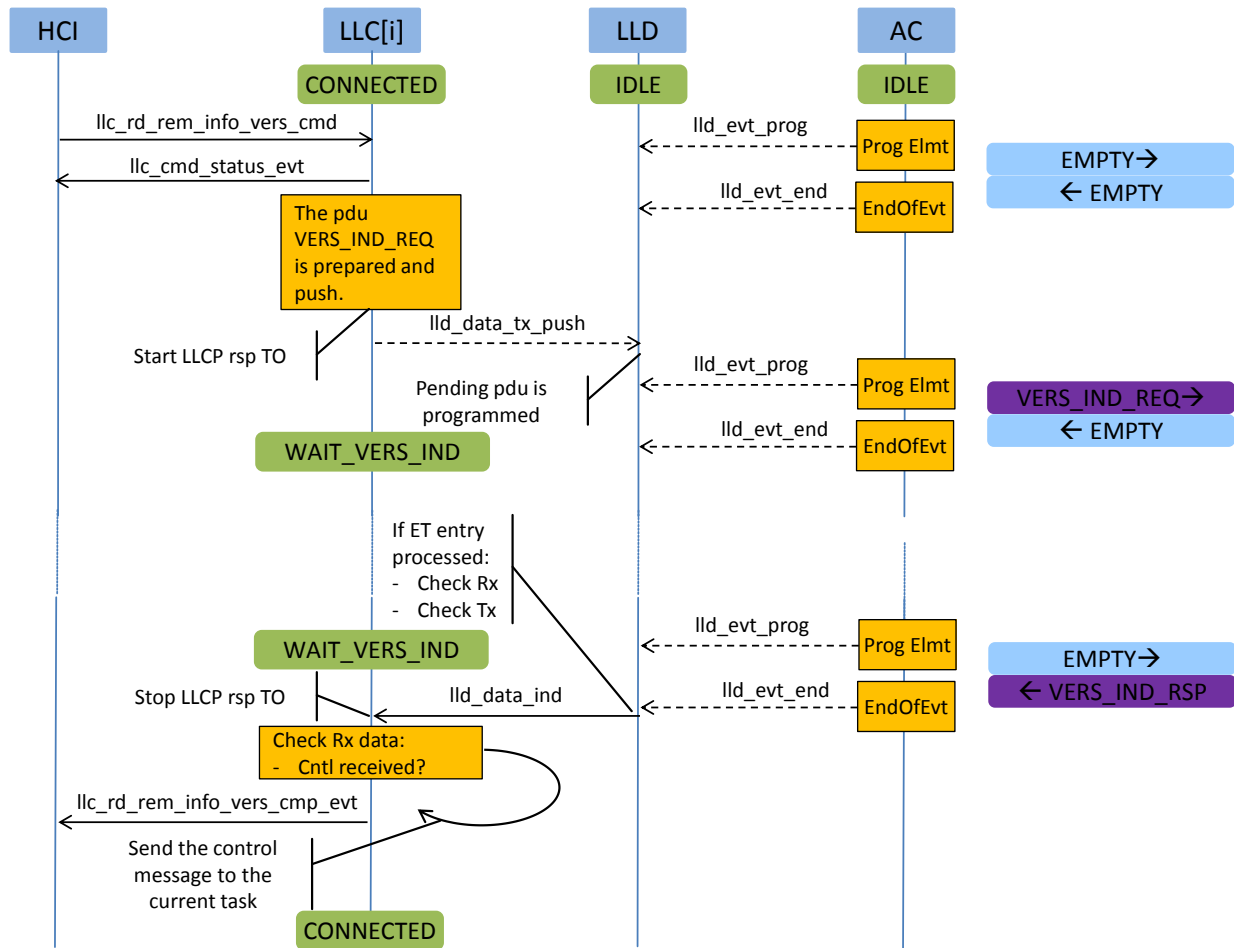 HCI
LLC[i]
LLD
AC
CONNECTED
IDLE
IDLE
llc_rd_rem_info_vers_cmd
lld_evt_prog
Prog Elmt
EMPTY→
llc_cmd_status_evt
lld_evt_end
EndOfEvt
← EMPTY
The pdu
VERS_IND_REQ
is prepared and
push.
lld_data_tx_push
Start LLCP rsp TO
lld_evt_prog
Prog Elmt
Pending pdu is
programmed
VERS_IND_REQ→
lld_evt_end
EndOfEvt
← EMPTY
WAIT_VERS_IND
If ET entry
processed:
- Check Rx
- Check Tx
lld_evt_prog
Prog Elmt
WAIT_VERS_IND
EMPTY→
Stop LLCP rsp TO
lld_data_ind
lld_evt_end
EndOfEvt
← VERS_IND_RSP
Check Rx data:
- Cntl received?
llc_rd_rem_info_vers_cmp_evt
Send the control
message to the
current task
CONNECTED